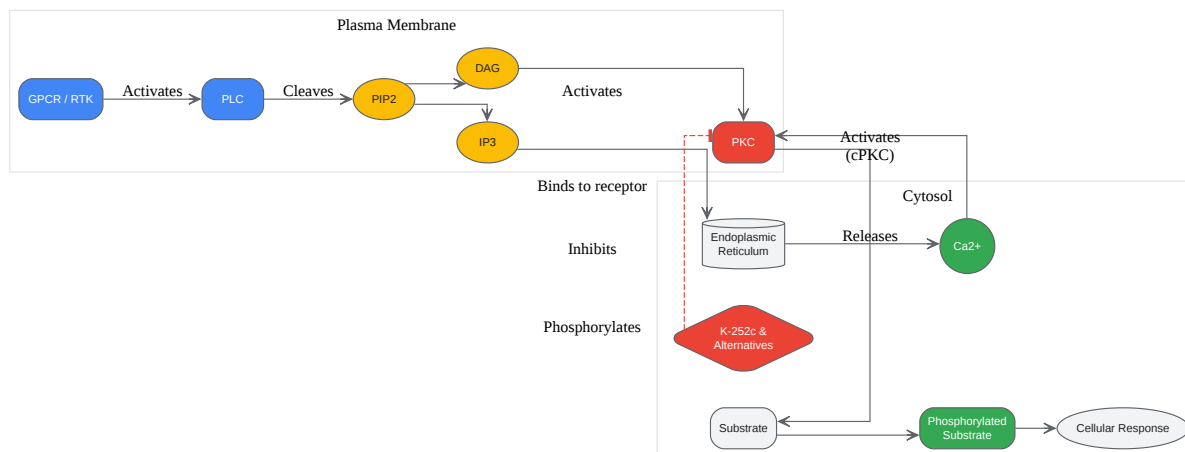 Plasma Membrane
GPCR / RTK
Activates
PLC
Cleaves
PIP2
DAG
Activates
IP3
PKC
Activates
(cPKC)
Binds to receptor
Cytosol
Endoplasmic
Reticulum
Releases
Ca2+
Inhibits
Phosphorylates
K-252c &
Alternatives
Substrate
Phosphorylated
Substrate
Cellular Response